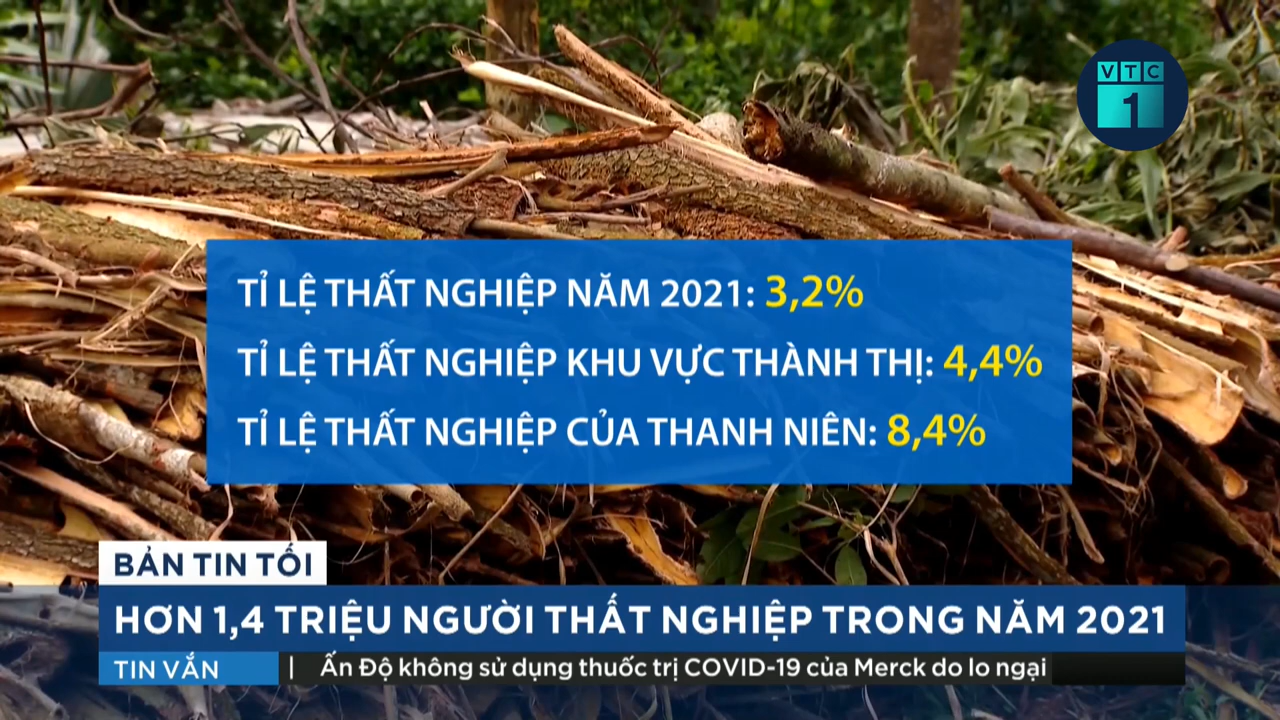 VTC
1
TỈ LỆ THẤT NGHIỆP NĂM 2021: 3,2%
TỈ LỆ THẤT NGHIỆP KHU VỰC THÀNH THỊ: 4,4%
TỈ LỆ THẤT NGHIỆP CỦA THANH NIÊN: 8,4%
BẢN TIN TỐI
HƠN 1,4 TRIỆU NGƯỜI THẤT NGHIỆP TRONG NĂM 2021
TIN VẮN | Ấn Độ không sử dụng thuốc trị COVID-19 của Merck do lo ngại